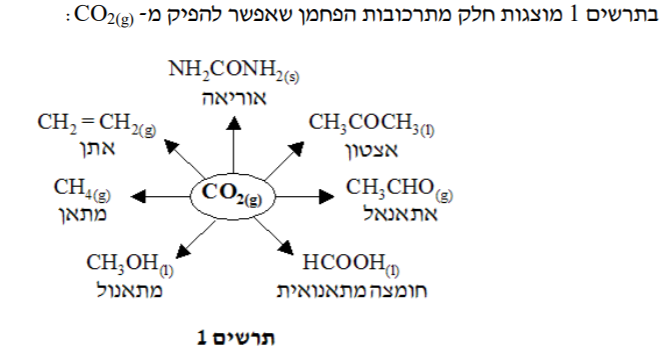 בתרשים 1 מוצגות חלק מתרכובות הפחמן שאפשר להפיק מ- CO₂₍g₎ :
NH₂CONH₂₍s₎
אוריאה
CH₂ = CH₂₍g₎
אתן
CH₃COCH₃₍l₎
אצטון
CH₄₍g₎
מתאן
CO₂₍g₎
CH₃CHO₍g₎
אתאנאל
CH₃OH₍l₎
מתאנול
HCOOH₍l₎
חומצה מתאנואית
תרשים 1